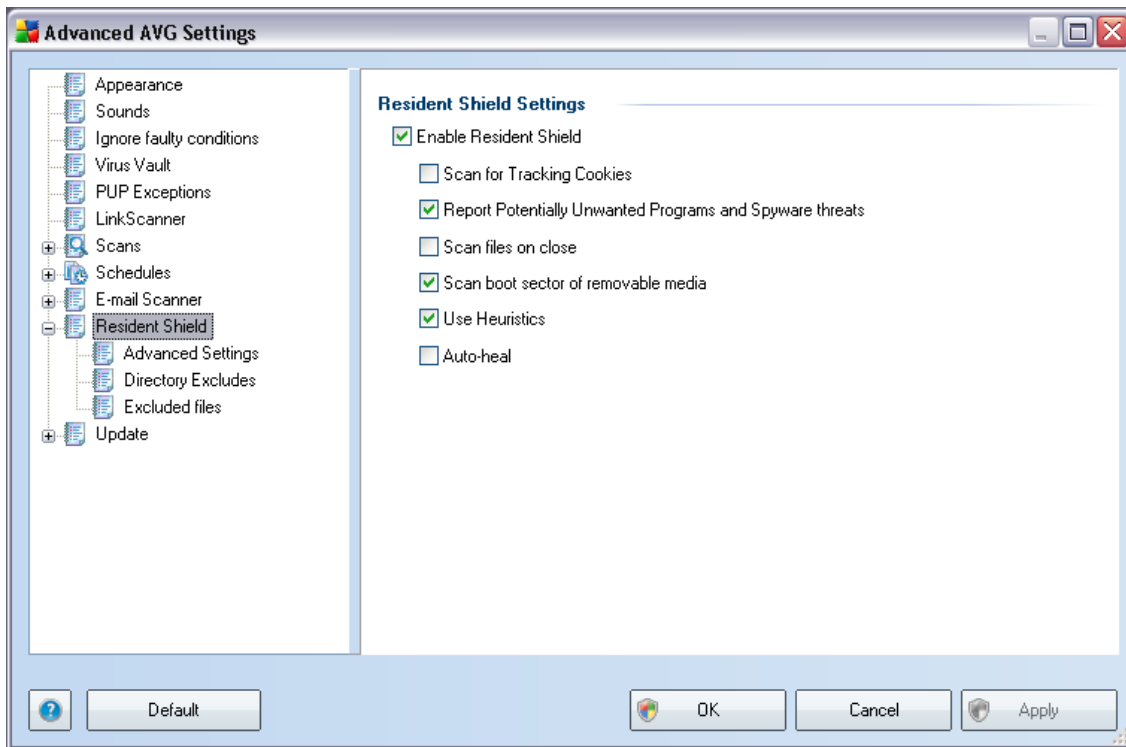 Advanced AVG Settings
Appearance
Sounds
Ignore faulty conditions
Virus Vault
PUP Exceptions
LinkScanner
Scans
Schedules
E-mail Scanner
Resident Shield
Advanced Settings
Directory Excludes
Excluded files
Update
Resident Shield Settings
Enable Resident Shield
Scan for Tracking Cookies
Report Potentially Unwanted Programs and Spyware threats
Scan files on close
Scan boot sector of removable media
Use Heuristics
Auto-heal
Default
OK
Cancel
Apply